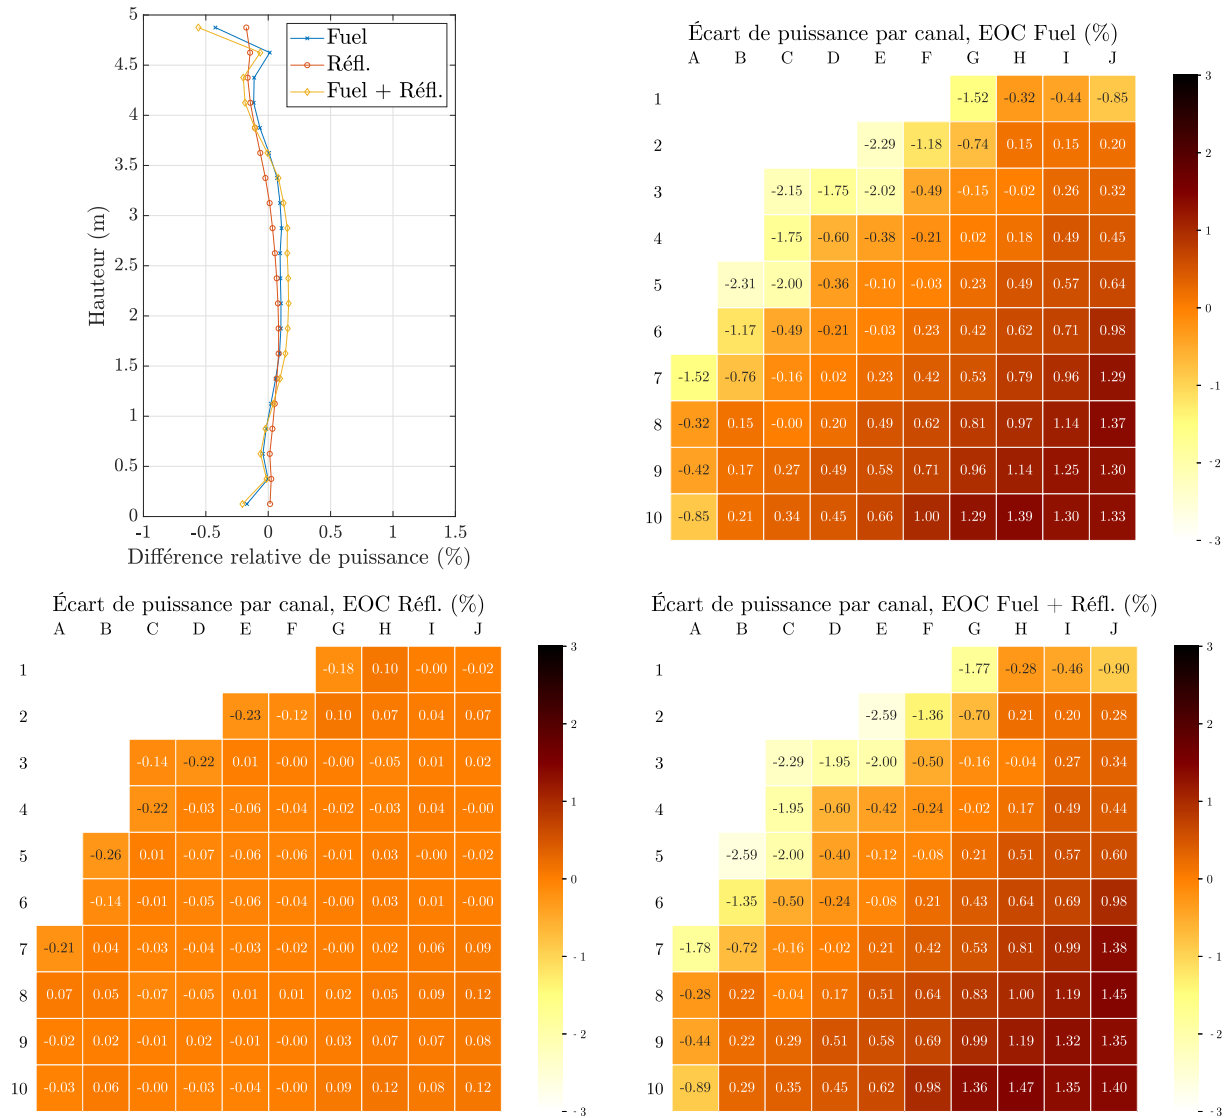 5
4.5
4
3.5
3
2.5
2
1.5
1
0.5
0
-1 -0.5 0 0.5 1 1.5
Hauteur (m)
Différence relative de puissance (%)
Fuel
Réfl.
Fuel + Réfl.
Écart de puissance par canal, EOC Fuel (%)
A B C D E F G H I J
1 -1.52 -0.32 -0.44 -0.85
2 -2.29 -1.18 -0.74 0.15 0.15 0.20
3 -2.15 -1.75 -2.02 -0.49 -0.15 -0.02 0.26 0.32
4 -1.75 -0.60 -0.38 -0.21 0.02 0.18 0.49 0.45
5 -2.31 -2.00 -0.36 -0.10 -0.03 0.23 0.49 0.57 0.64
6 -1.17 -0.49 -0.21 -0.03 0.23 0.42 0.62 0.71 0.98
7 -1.52 -0.76 -0.16 0.02 0.23 0.42 0.53 0.79 0.96 1.29
8 -0.32 0.15 -0.00 0.20 0.49 0.62 0.81 0.97 1.14 1.37
9 -0.42 0.17 0.27 0.49 0.58 0.71 0.96 1.14 1.25 1.30
10 -0.85 0.21 0.34 0.45 0.66 1.00 1.29 1.39 1.30 1.33
3
2
1
0
-1
-2
-3
Écart de puissance par canal, EOC Réfl. (%)
A B C D E F G H I J
1 -0.18 0.10 -0.00 -0.02
2 -0.23 -0.12 0.10 0.07 0.04 0.07
3 -0.14 -0.22 0.01 -0.00 -0.00 -0.05 0.01 0.02
4 -0.22 -0.03 -0.06 -0.04 -0.02 -0.03 0.04 -0.00
5 -0.26 0.01 -0.07 -0.06 -0.06 -0.01 0.03 -0.00 -0.02
6 -0.14 -0.01 -0.05 -0.06 -0.04 -0.00 0.03 0.01 -0.00
7 -0.21 0.04 -0.03 -0.04 -0.03 -0.02 -0.00 0.02 0.06 0.09
8 0.07 0.05 -0.07 -0.05 0.01 0.01 0.02 0.05 0.09 0.12
9 -0.02 0.02 -0.01 0.02 -0.01 -0.00 0.03 0.07 0.07 0.08
10 -0.03 0.06 -0.00 -0.03 -0.04 -0.00 0.09 0.12 0.08 0.12
3
2
1
0
-1
-2
-3
Écart de puissance par canal, EOC Fuel + Réfl. (%)
A B C D E F G H I J
1 -1.77 -0.28 -0.46 -0.90
2 -2.59 -1.36 -0.70 0.21 0.20 0.28
3 -2.29 -1.95 -2.00 -0.50 -0.16 -0.04 0.27 0.34
4 -1.95 -0.60 -0.42 -0.24 -0.02 0.17 0.49 0.44
5 -2.59 -2.00 -0.40 -0.12 -0.08 0.21 0.51 0.57 0.60
6 -1.35 -0.50 -0.24 -0.08 0.21 0.43 0.64 0.69 0.98
7 -1.78 -0.72 -0.16 -0.02 0.21 0.42 0.53 0.81 0.99 1.38
8 -0.28 0.22 -0.04 0.17 0.51 0.64 0.83 1.00 1.19 1.45
9 -0.44 0.22 0.29 0.51 0.58 0.69 0.99 1.19 1.32 1.35
10 -0.89 0.29 0.35 0.45 0.62 0.98 1.36 1.47 1.35 1.40
3
2
1
0
-1
-2
-3